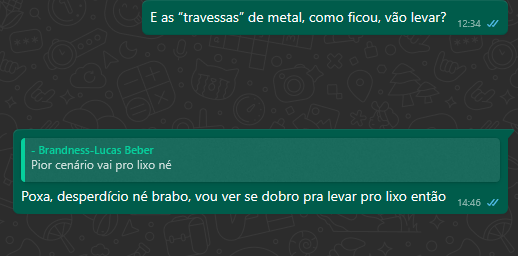 E as “travessas” de metal, como ficou, vão levar?
12:34
- Brandness-Lucas Beber
Pior cenário vai pro lixo né
Poxa, desperdício né brabo, vou ver se dobro pra levar pro lixo então
14:46